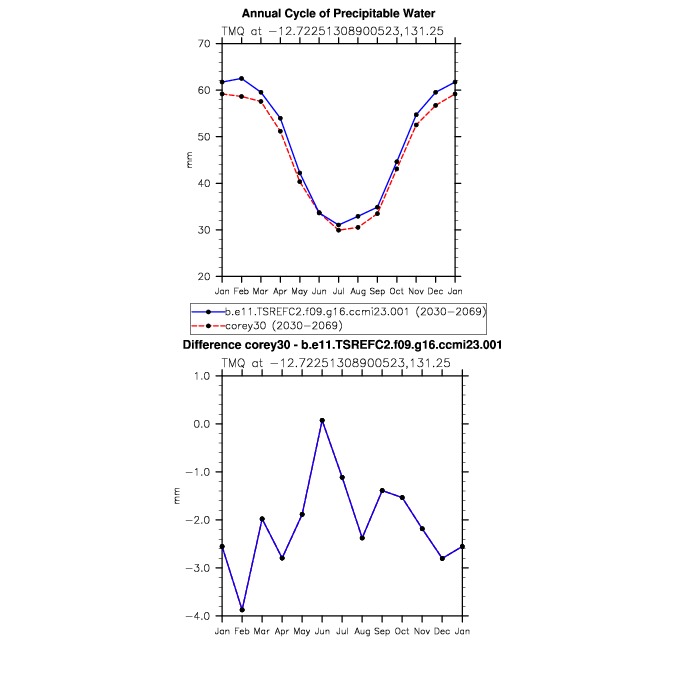 Annual Cycle of Precipitable Water
TMQ at −12.72251308900523,131.25
70
60
50
40
30
20
mm
Jan Feb Mar Apr May Jun Jul Aug Sep Oct Nov Dec Jan
b.e11.TSREFC2.f09.g16.ccmi23.001 (2030−2069)
corey30 (2030−2069)
Difference corey30 - b.e11.TSREFC2.f09.g16.ccmi23.001
TMQ at −12.72251308900523,131.25
1.0
0.0
−1.0
−2.0
−3.0
−4.0
mm
Jan Feb Mar Apr May Jun Jul Aug Sep Oct Nov Dec Jan